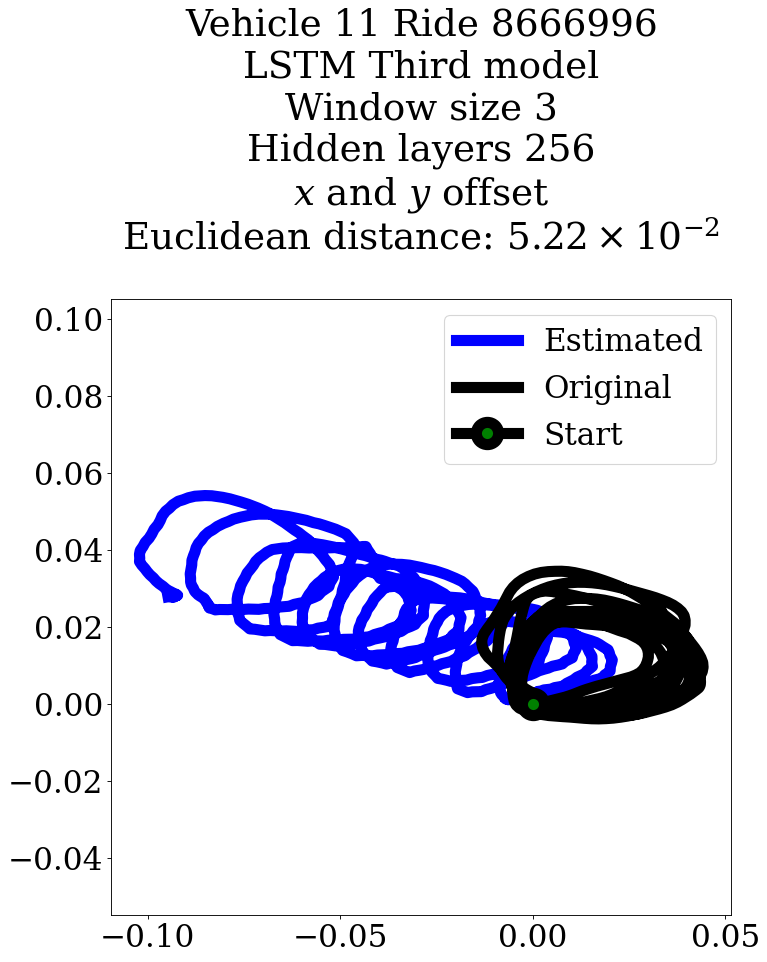 Vehicle 11 Ride 8666996
LSTM Third model
Window size 3
Hidden layers 256
x and y offset
Euclidean distance: 5.22 × 10⁻²
Estimated
Original
Start
0.10
0.08
0.06
0.04
0.02
0.00
−0.02
−0.04
−0.10 −0.05 0.00 0.05